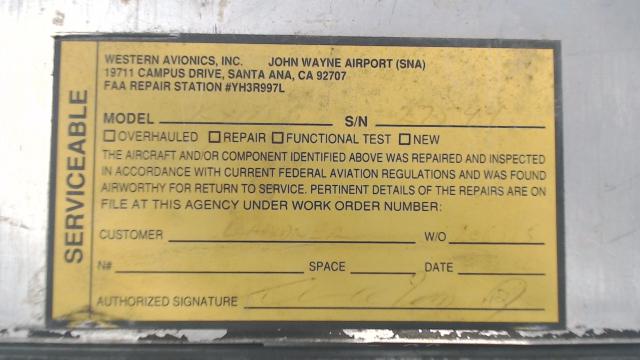 SERVICEABLE
WESTERN AVIONICS, INC. JOHN WAYNE AIRPORT (SNA)
19711 CAMPUS DRIVE, SANTA ANA, CA 92707
FAA REPAIR STATION #YH3R997L
MODEL S/N
☐ OVERHAULED ☐ REPAIR ☐ FUNCTIONAL TEST ☐ NEW
THE AIRCRAFT AND/OR COMPONENT IDENTIFIED ABOVE WAS REPAIRED AND INSPECTED
IN ACCORDANCE WITH CURRENT FEDERAL AVIATION REGULATIONS AND WAS FOUND
AIRWORTHY FOR RETURN TO SERVICE. PERTINENT DETAILS OF THE REPAIRS ARE ON
FILE AT THIS AGENCY UNDER WORK ORDER NUMBER:
CUSTOMER W/O
N# SPACE DATE
AUTHORIZED SIGNATURE